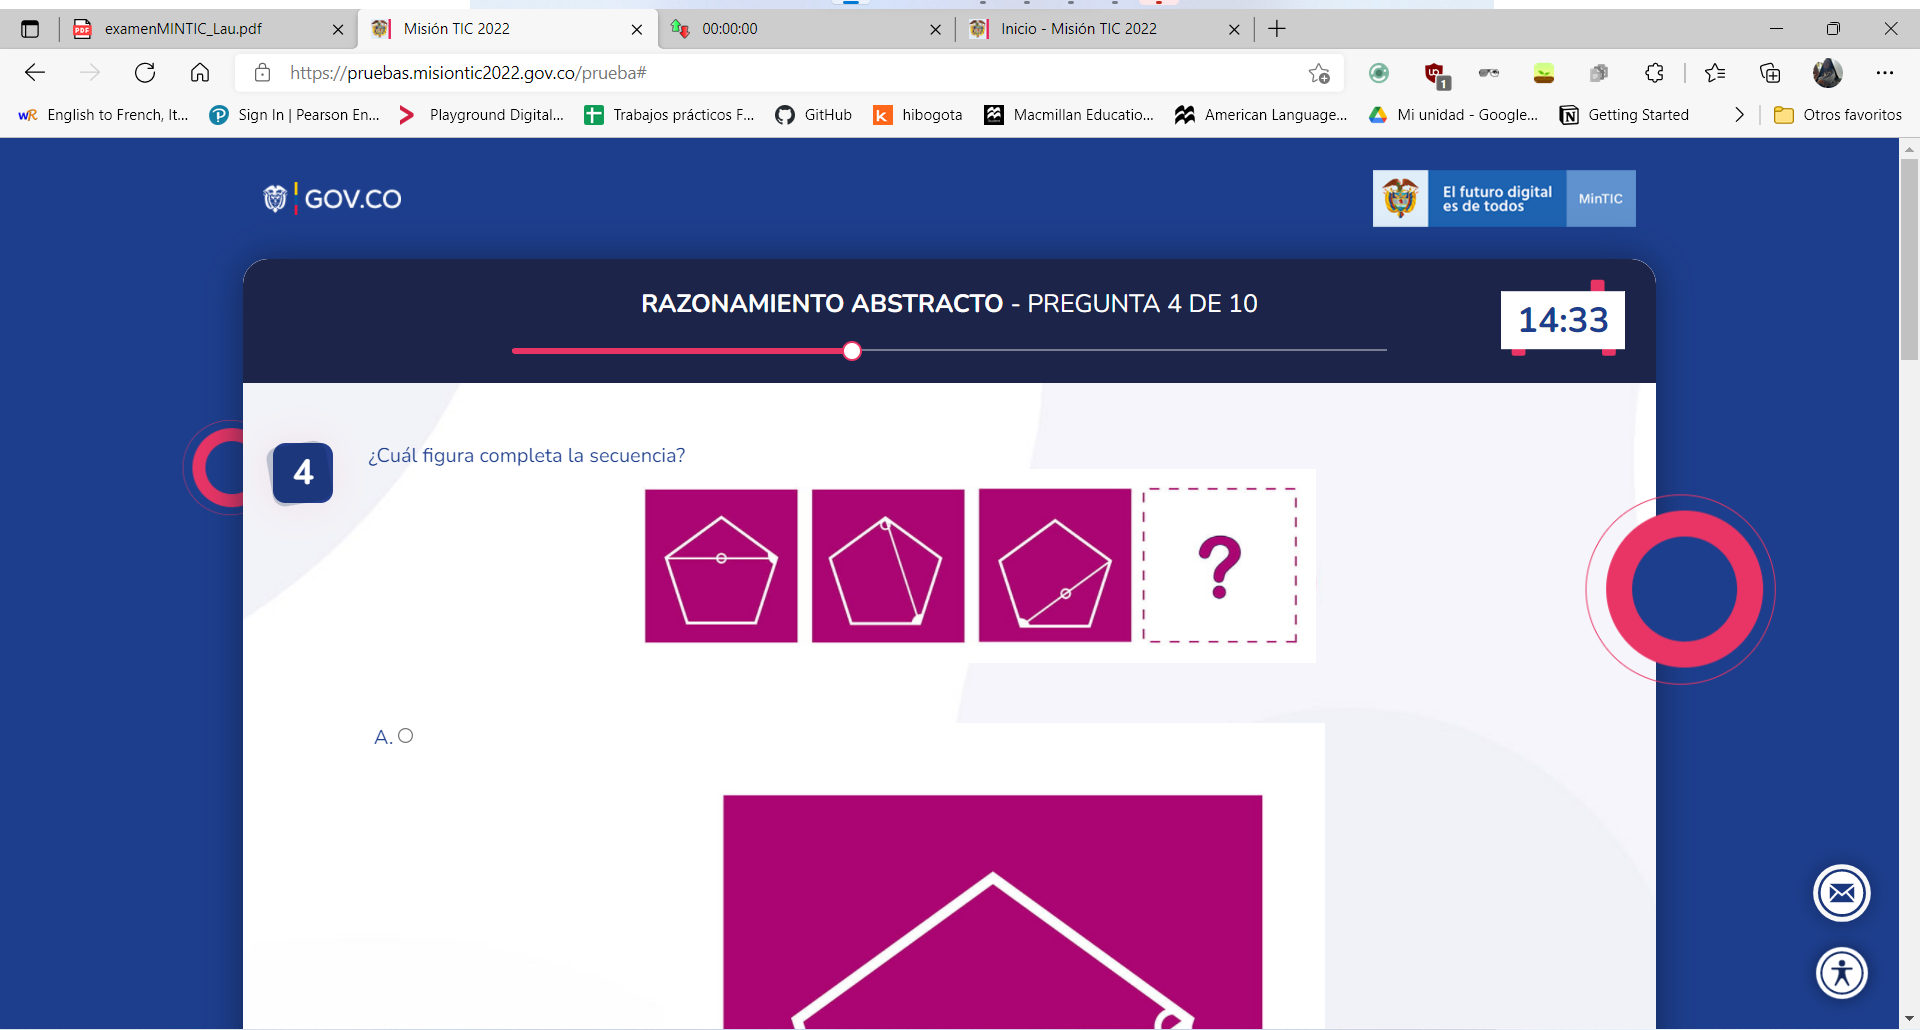 examenMINTIC_Lau.pdf
Misión TIC 2022
00:00:00
Inicio - Misión TIC 2022
https://pruebas.misiontic2022.gov.co/prueba#
1
English to French, It...
Sign In | Pearson En...
Playground Digital...
Trabajos prácticos F...
GitHub
hibogota
Macmillan Educatio...
American Language...
Mi unidad - Google...
Getting Started
Otros favoritos
GOV.CO
El futuro digital
es de todos
MinTIC
RAZONAMIENTO ABSTRACTO - PREGUNTA 4 DE 10
14:33
4
¿Cuál figura completa la secuencia?
?
A.